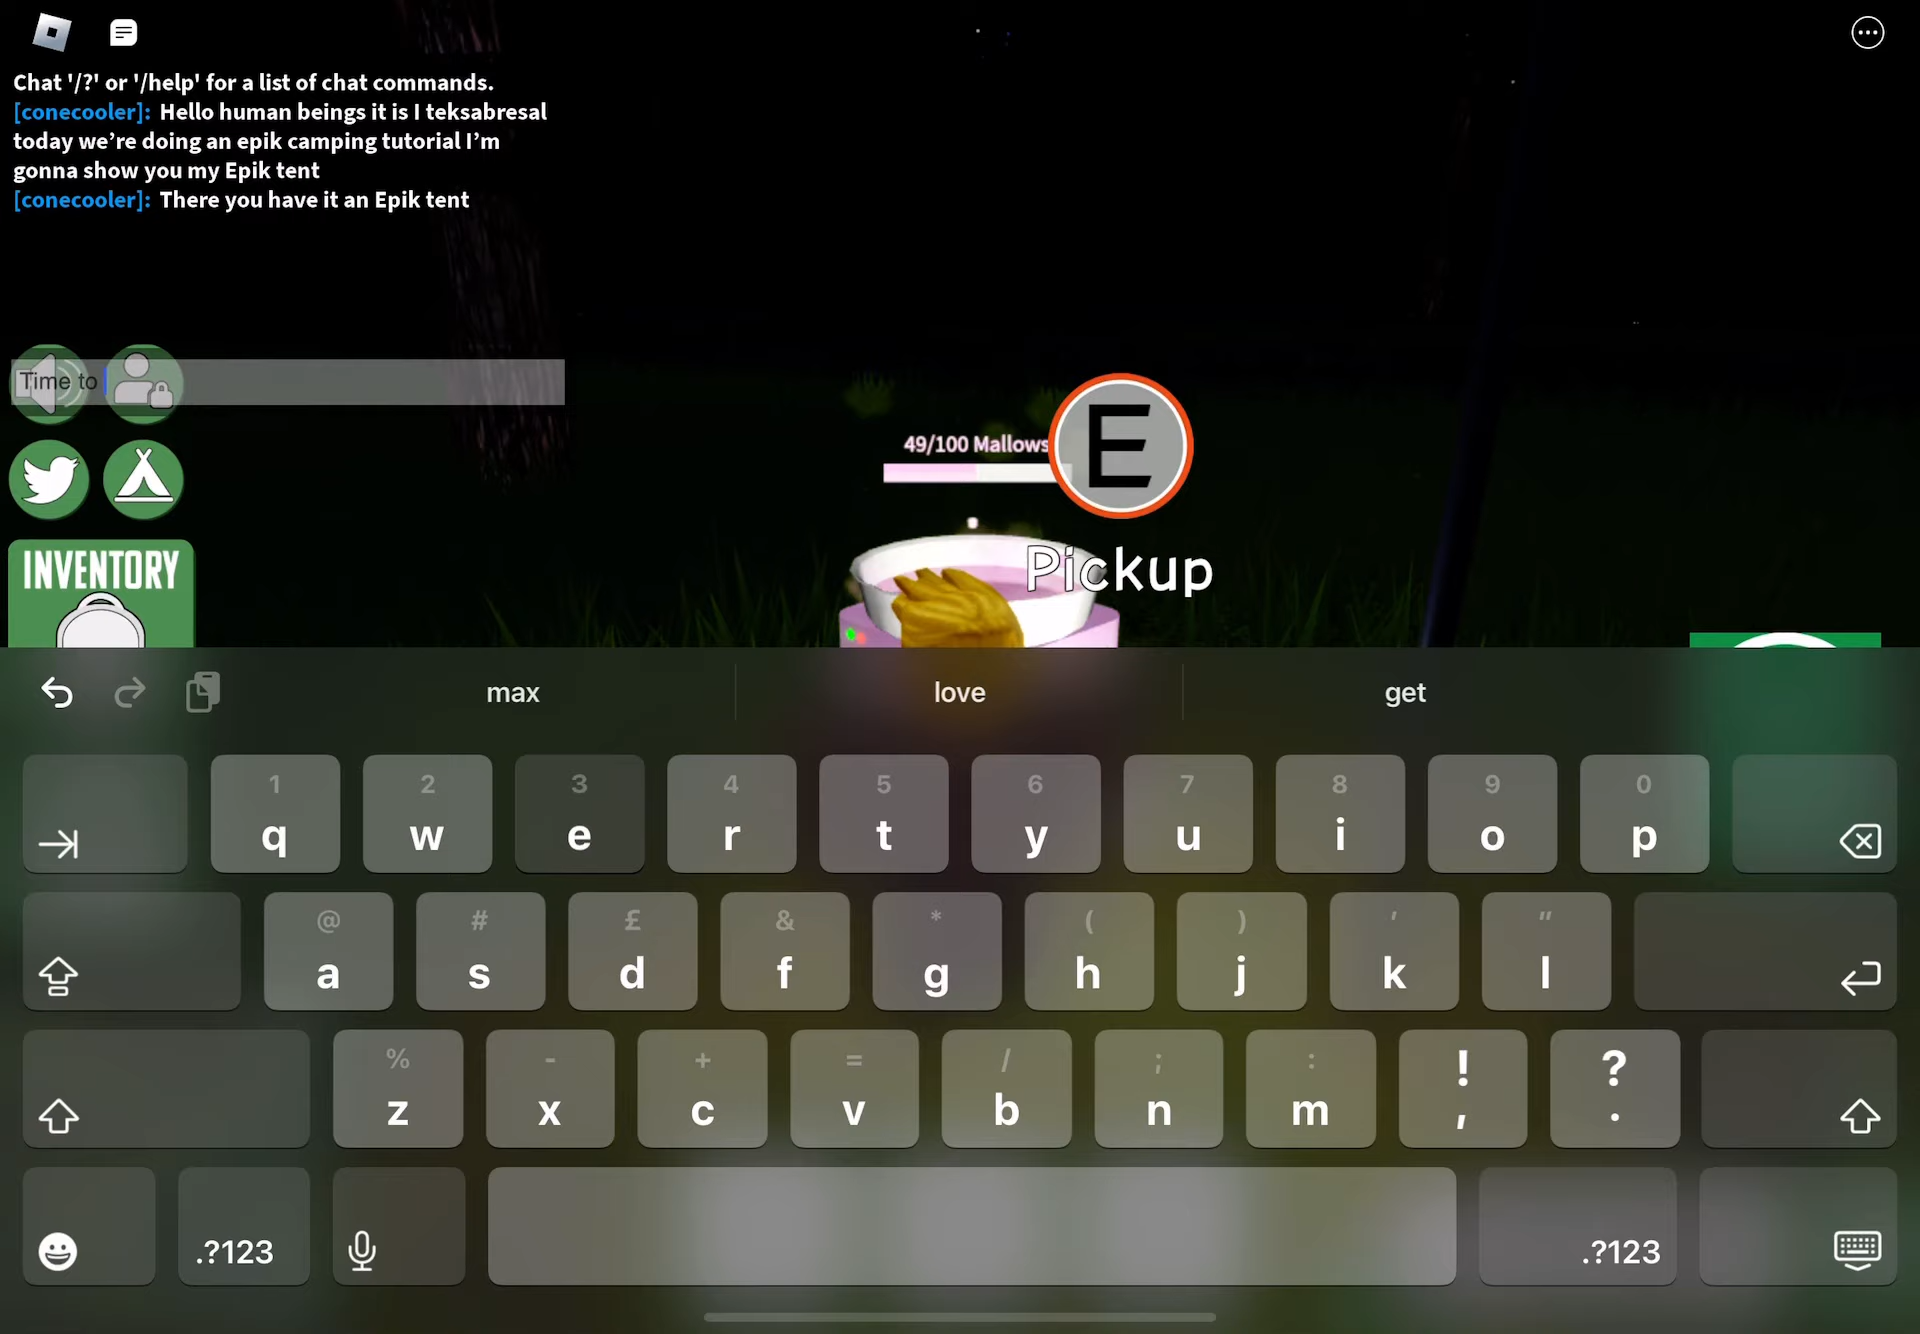 Chat '/?' or '/help' for a list of chat commands.
[conecooler]: Hello human beings it is I teksabresal
today we’re doing an epik camping tutorial I’m
gonna show you my Epik tent
[conecooler]: There you have it an Epik tent
Time to
49/100 Mallows
E
Pickup
INVENTORY
max love get
1 2 3 4 5 6 7 8 9 0
q w e r t y u i o p
@ # £ & * ( ) ' "
a s d f g h j k l
% - + = / ; : ! ?
z x c v b n m , .
.?123 .?123